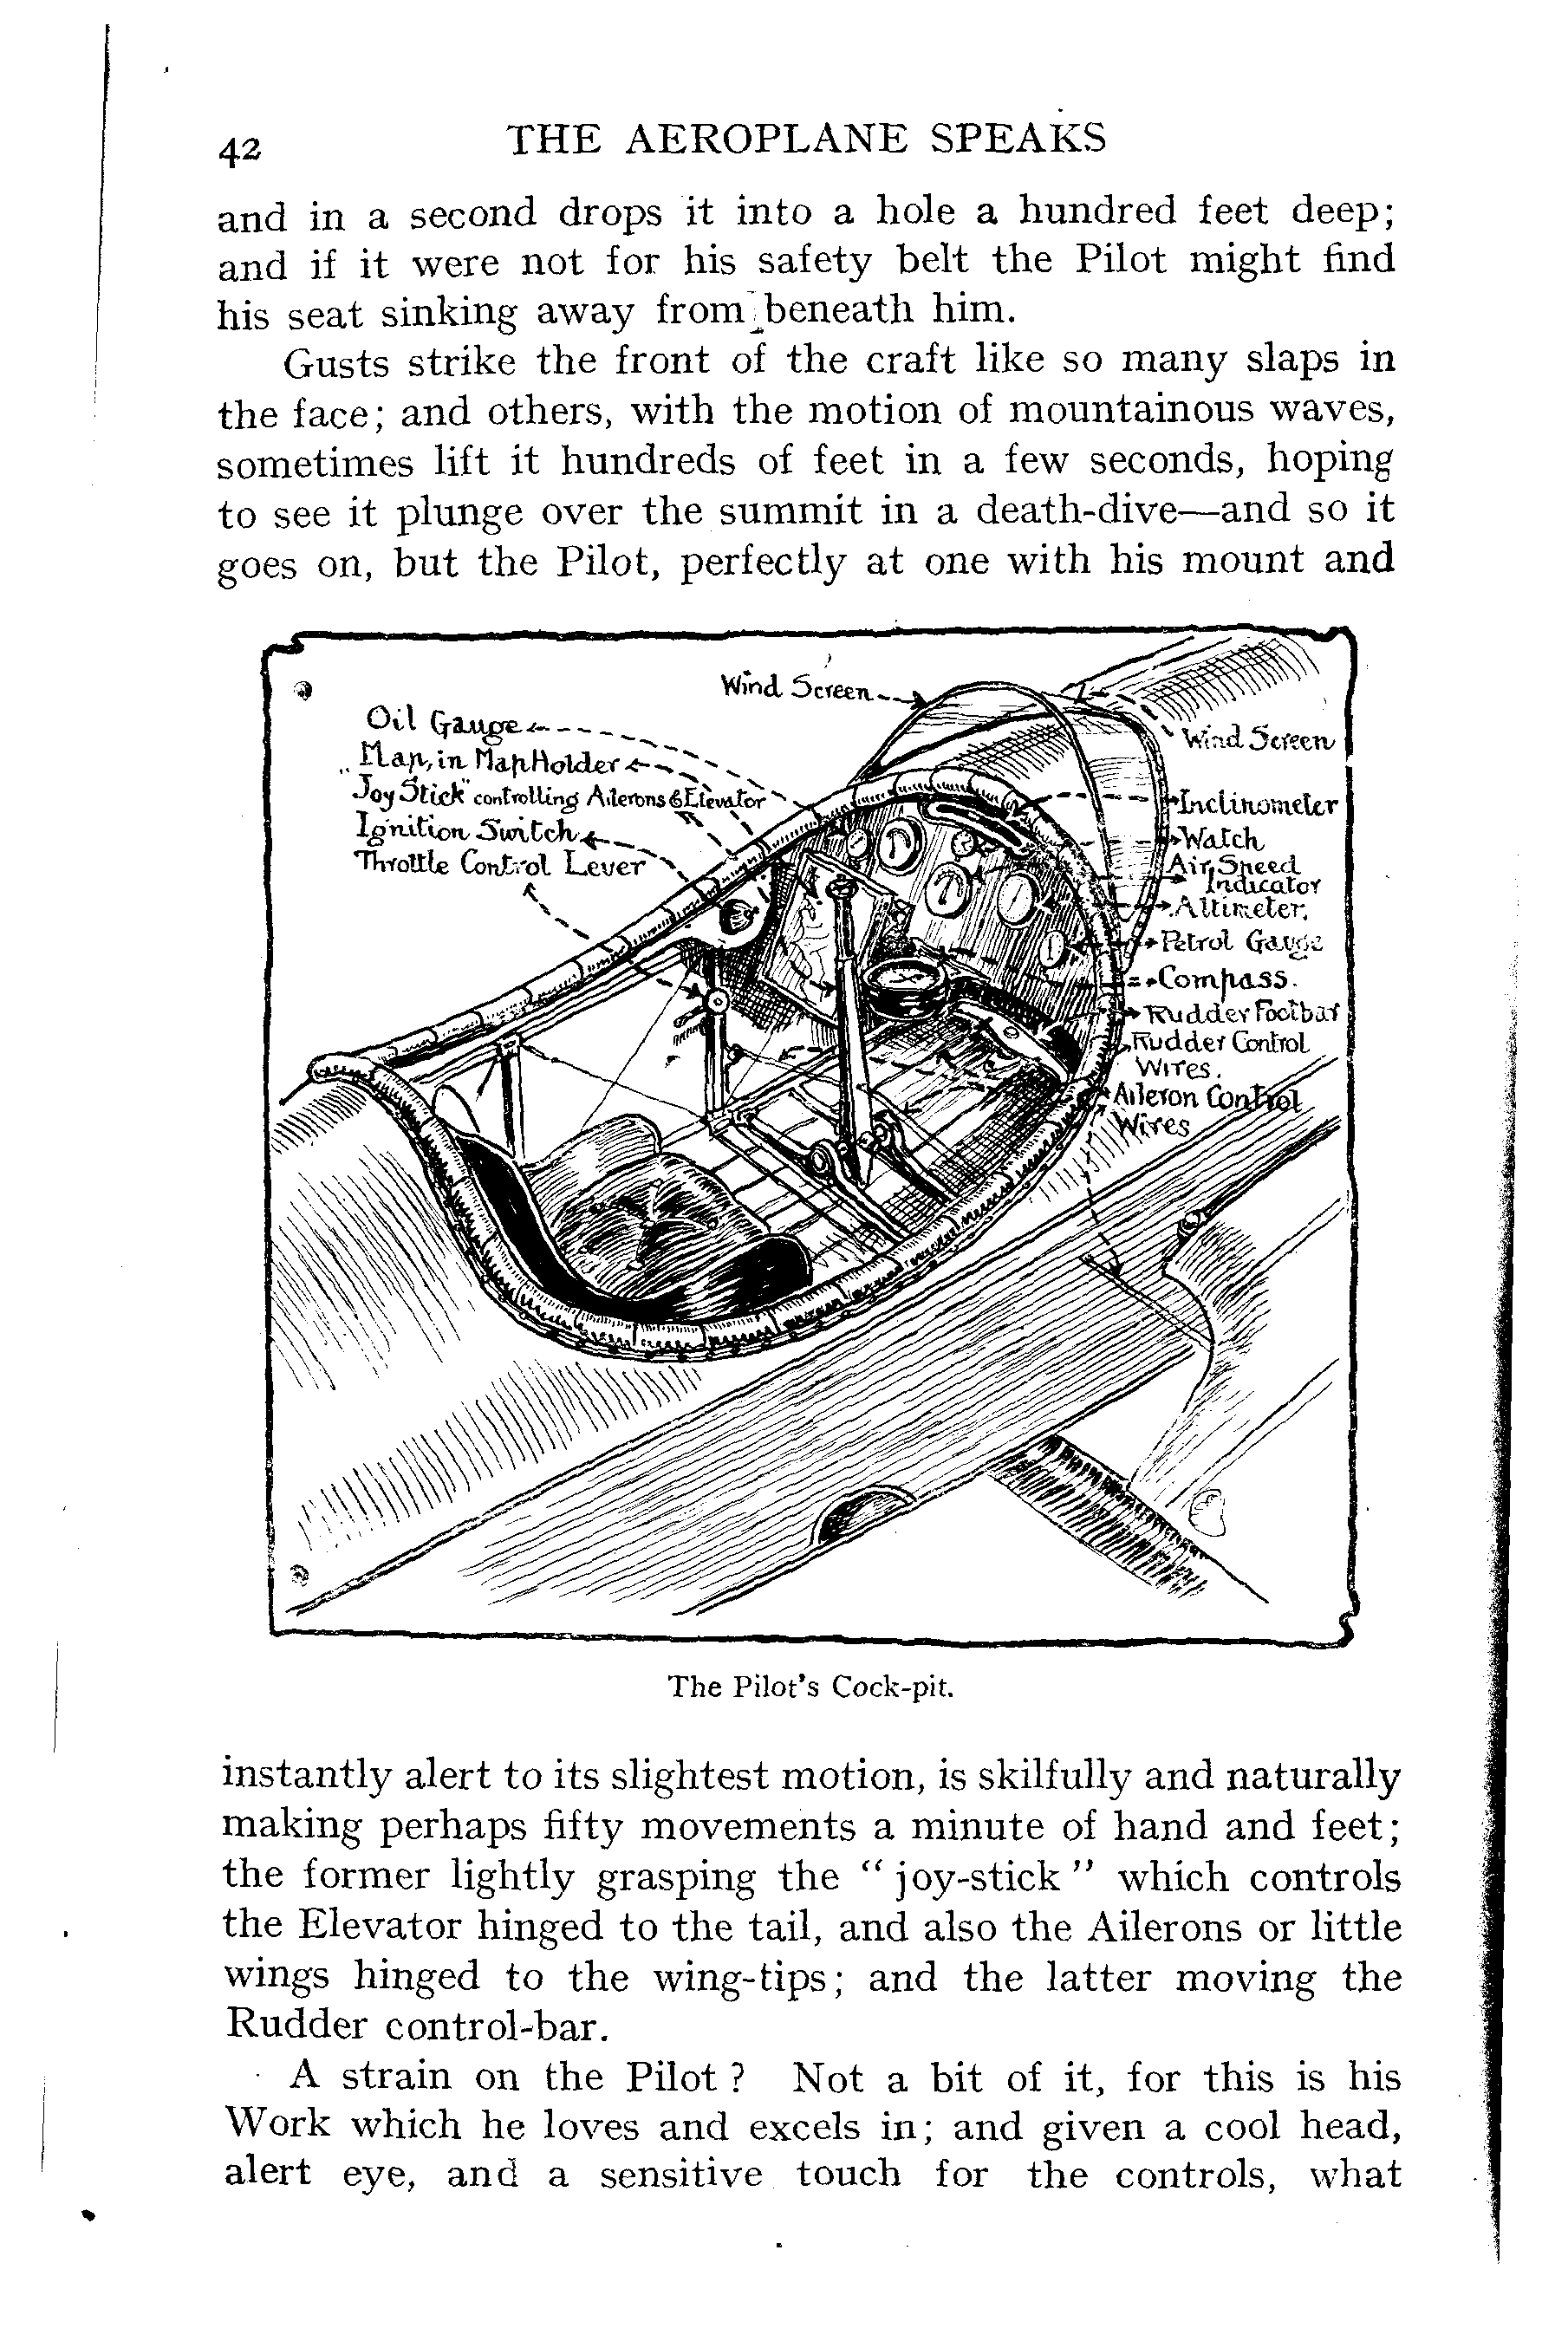 42
THE AEROPLANE SPEAKS
and in a second drops it into a hole a hundred feet deep;
and if it were not for his safety belt the Pilot might find
his seat sinking away from beneath him.
Gusts strike the front of the craft like so many slaps in
the face; and others, with the motion of mountainous waves,
sometimes lift it hundreds of feet in a few seconds, hoping
to see it plunge over the summit in a death-dive—and so it
goes on, but the Pilot, perfectly at one with his mount and
Wind Screen
Oil Gauge
Map, in Map Holder
"Joy Stick" controlling Ailerons & Elevator
Ignition Switch
Throttle Control Lever
Wind Screen
Inclinometer
Watch
Air Speed
Indicator
Altimeter.
Petrol Gauge
Compass.
Rudder Footbar
Rudder Control
Wires.
Aileron Control
Wires
The Pilot's Cock-pit.
instantly alert to its slightest motion, is skilfully and naturally
making perhaps fifty movements a minute of hand and feet;
the former lightly grasping the " joy-stick " which controls
the Elevator hinged to the tail, and also the Ailerons or little
wings hinged to the wing-tips; and the latter moving the
Rudder control-bar.
A strain on the Pilot ? Not a bit of it, for this is his
Work which he loves and excels in; and given a cool head,
alert eye, and a sensitive touch for the controls, what